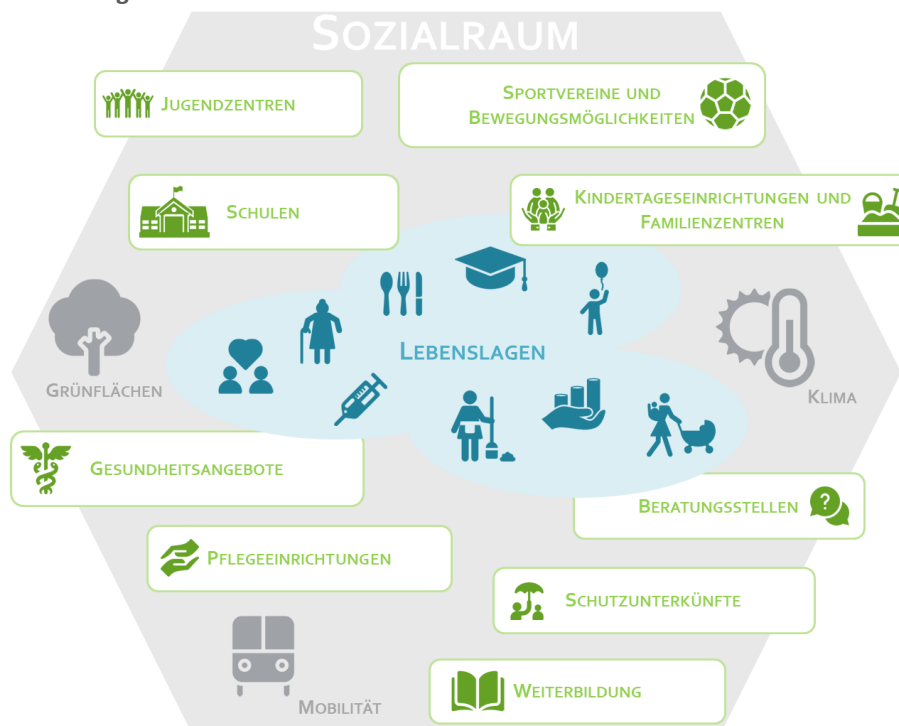 SOZIALRAUM
JUGENDZENTREN
SPORTVEREINE UND
BEWEGUNGSMÖGLICHKEITEN
SCHULEN
KINDERTAGESEINRICHTUNGEN UND
FAMILIENZENTREN
LEBENSLAGEN
GRÜNFLÄCHEN
KLIMA
GESUNDHEITSANGEBOTE
BERATUNGSSTELLEN
?
PFLEGEEINRICHTUNGEN
SCHUTZUNTERKÜNFTE
WEITERBILDUNG
MOBILITÄT